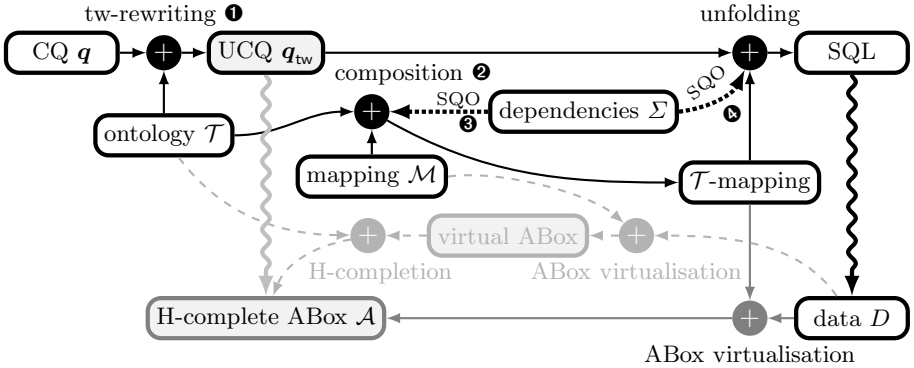 tw-rewriting ❶
unfolding
CQ 𝒒
+
UCQ 𝒒tw
+
SQL
composition ❷
SQO
ontology 𝒯
+
SQO
❸
dependencies Σ
❹
mapping ℳ
𝒯-mapping
+
virtual ABox
+
H-completion
ABox virtualisation
H-complete ABox 𝒜
+
data D
ABox virtualisation